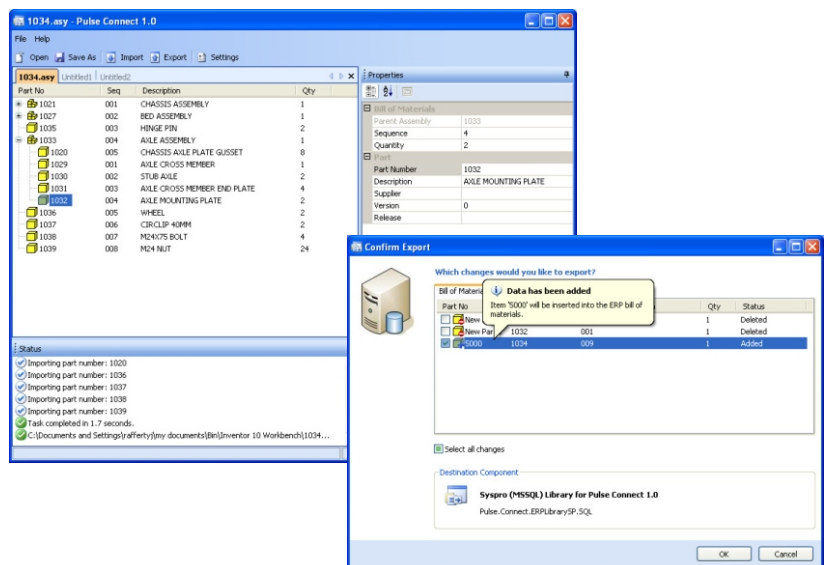 1034.asy - Pulse Connect 1.0
File Help
Open Save As Import Export Settings
1034.asy Untitled1 Untitled2
Part No Seq Description Qty
1021 001 CHASSIS ASSEMBLY 1
1027 002 BED ASSEMBLY 1
1035 003 HINGE PIN 2
1033 004 AXLE ASSEMBLY 1
1020 005 CHASSIS AXLE PLATE GUSSET 8
1029 001 AXLE CROSS MEMBER 1
1030 002 STUB AXLE 2
1031 003 AXLE CROSS MEMBER END PLATE 4
1032 004 AXLE MOUNTING PLATE 2
1036 005 WHEEL 2
1037 006 CIRCLIP 40MM 2
1038 007 M24X75 BOLT 4
1039 008 M24 NUT 24
Properties
Bill of Materials
Parent Assembly 1033
Sequence 4
Quantity 2
Part
Part Number 1032
Description AXLE MOUNTING PLATE
Supplier
Version 0
Release
Status
Importing part number: 1020
Importing part number: 1036
Importing part number: 1037
Importing part number: 1038
Importing part number: 1039
Task completed in 1.7 seconds.
C:\Documents and Settings\raffertyj\my documents\Bin\Inventor 10 Workbench\1034...
Confirm Export
Which changes would you like to export?
Bill of Materia
Data has been added
Item '5000' will be inserted into the ERP bill of
materials.
Part No Qty Status
New 1 Deleted
New Par 1032 001 1 Deleted
5000 1034 009 1 Added
Select all changes
Destination Component
Syspro (MSSQL) Library for Pulse Connect 1.0
Pulse.Connect.ERPLibrarySP.SQL
OK Cancel